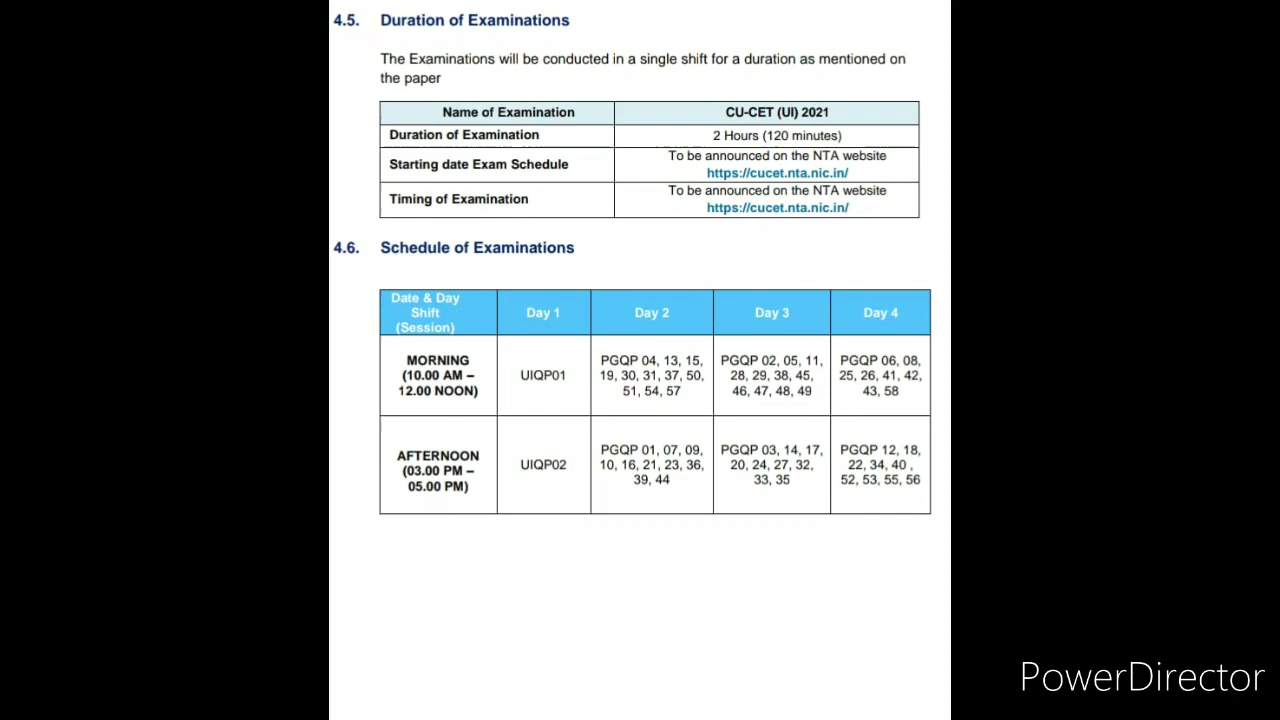 4.5. Duration of Examinations
The Examinations will be conducted in a single shift for a duration as mentioned on
the paper
Name of Examination CU-CET (UI) 2021
Duration of Examination 2 Hours (120 minutes)
Starting date Exam Schedule To be announced on the NTA website
https://cucet.nta.nic.in/
Timing of Examination To be announced on the NTA website
https://cucet.nta.nic.in/
4.6. Schedule of Examinations
Date & Day
Shift
(Session)
Day 1
Day 2
Day 3
Day 4
MORNING
(10.00 AM –
12.00 NOON)
UIQP01
PGQP 04, 13, 15,
19, 30, 31, 37, 50,
51, 54, 57
PGQP 02, 05, 11,
28, 29, 38, 45,
46, 47, 48, 49
PGQP 06, 08,
25, 26, 41, 42,
43, 58
AFTERNOON
(03.00 PM –
05.00 PM)
UIQP02
PGQP 01, 07, 09,
10, 16, 21, 23, 36,
39, 44
PGQP 03, 14, 17,
20, 24, 27, 32,
33, 35
PGQP 12, 18,
22, 34, 40 ,
52, 53, 55, 56
PowerDirector